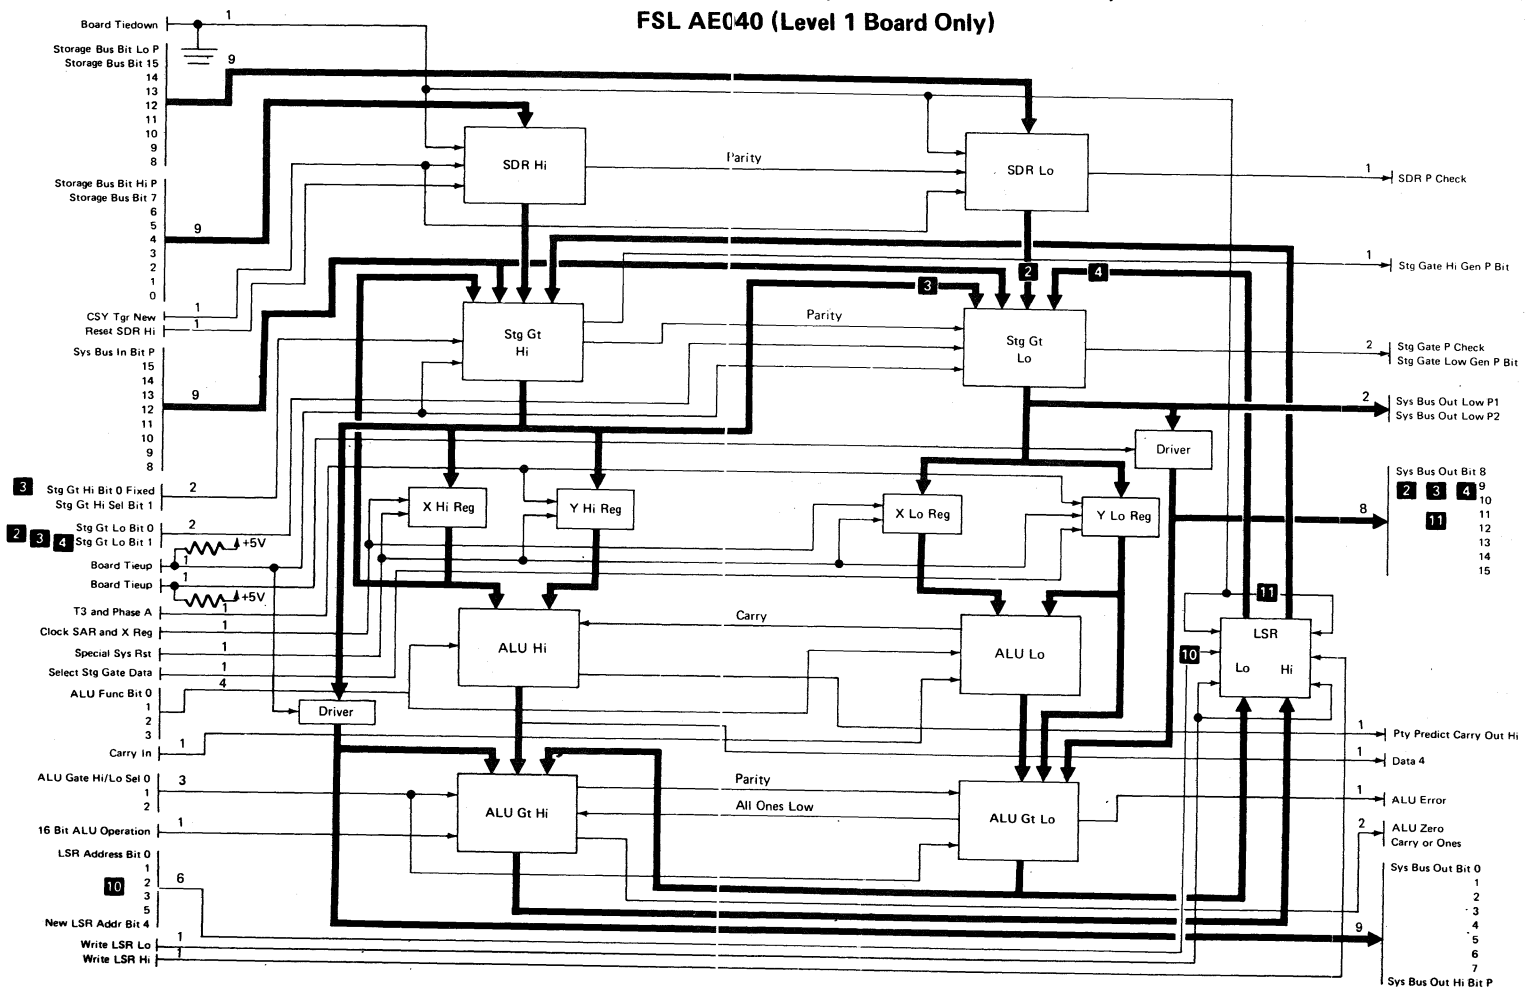 FSL AE040 (Level 1 Board Only)
Board Tiedown
1
Storage Bus Bit Lo P
Storage Bus Bit 15
14
13
12
11
10
9
8
9
Storage Bus Bit Hi P
Storage Bus Bit 7
6
5
4
3
2
1
0
9
CSY Tgr New
1
Reset SDR Hi
1
Sys Bus In Bit P
15
14
13
12
11
10
9
8
9
3
Stg Gt Hi Bit 0 Fixed
Stg Gt Hi Sel Bit 1
2
2 3 4
Stg Gt Lo Bit 0
Stg Gt Lo Bit 1
2
+5V
Board Tieup
1
Board Tieup
1
+5V
T3 and Phase A
1
Clock SAR and X Reg
1
Special Sys Rst
1
Select Stg Gate Data
1
ALU Func Bit 0
1
2
3
4
Carry In
1
ALU Gate Hi/Lo Sel 0
1
2
3
16 Bit ALU Operation
1
LSR Address Bit 0
1
2
3
5
New LSR Addr Bit 4
10
6
Write LSR Lo
1
Write LSR Hi
1
SDR Hi
Parity
SDR Lo
2
4
3
Stg Gt
Hi
Parity
Stg Gt
Lo
Driver
X Hi Reg
Y Hi Reg
X Lo Reg
Y Lo Reg
ALU Hi
Carry
ALU Lo
11
LSR
Lo Hi
10
Driver
ALU Gt Hi
Parity
All Ones Low
ALU Gt Lo
1
SDR P Check
1
Stg Gate Hi Gen P Bit
2
Stg Gate P Check
Stg Gate Low Gen P Bit
2
Sys Bus Out Low P1
Sys Bus Out Low P2
8
Sys Bus Out Bit 8
2 3 4
9
10
11
11
12
13
14
15
1
Pty Predict Carry Out Hi
1
Data 4
1
ALU Error
2
ALU Zero
Carry or Ones
9
Sys Bus Out Bit 0
1
2
3
4
5
6
7
Sys Bus Out Hi Bit P